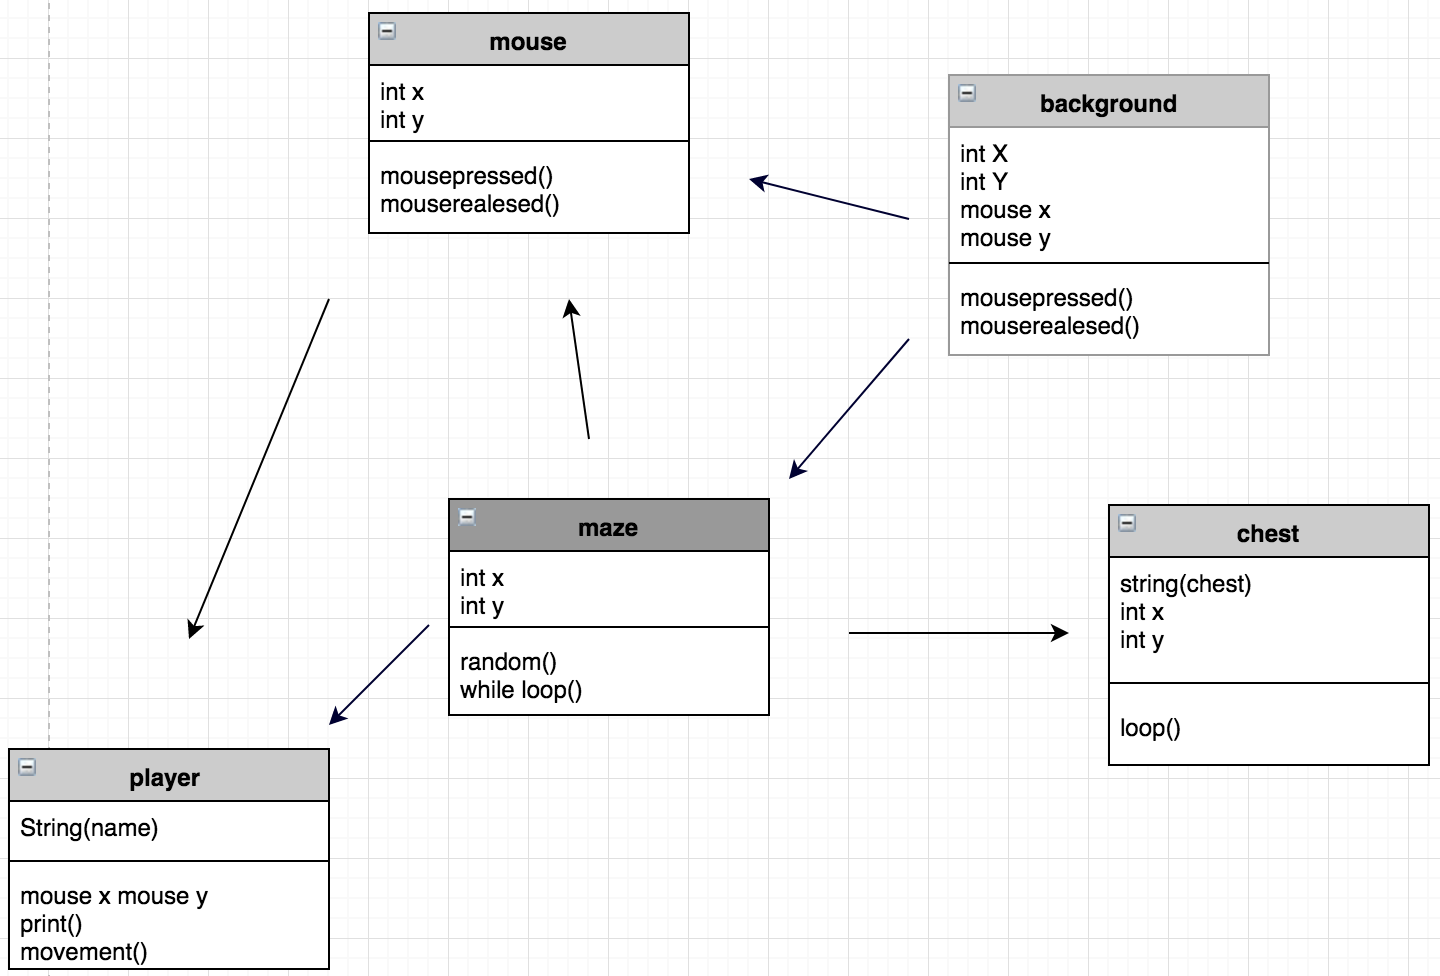 mouse
int x
int y
mousepressed()
mouserealesed()
background
int X
int Y
mouse x
mouse y
mousepressed()
mouserealesed()
maze
int x
int y
random()
while loop()
chest
string(chest)
int x
int y
loop()
player
String(name)
mouse x mouse y
print()
movement()